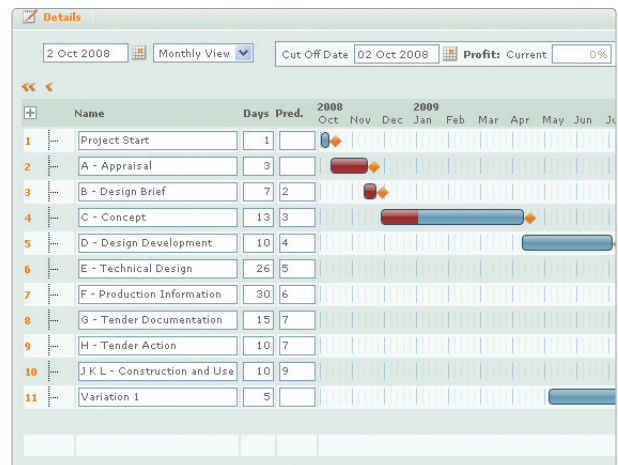 Details
2 Oct 2008 Monthly View Cut Off Date 02 Oct 2008 Profit: Current 0%
Name Days Pred. 2008 2009
Oct Nov Dec Jan Feb Mar Apr May Jun
1 Project Start 1
2 A - Appraisal 3
3 B - Design Brief 7 2
4 C - Concept 13 3
5 D - Design Development 10 4
6 E - Technical Design 26 5
7 F - Production Information 30 6
8 G - Tender Documentation 15 7
9 H - Tender Action 10 7
10 J K L - Construction and Use 10 9
11 Variation 1 5